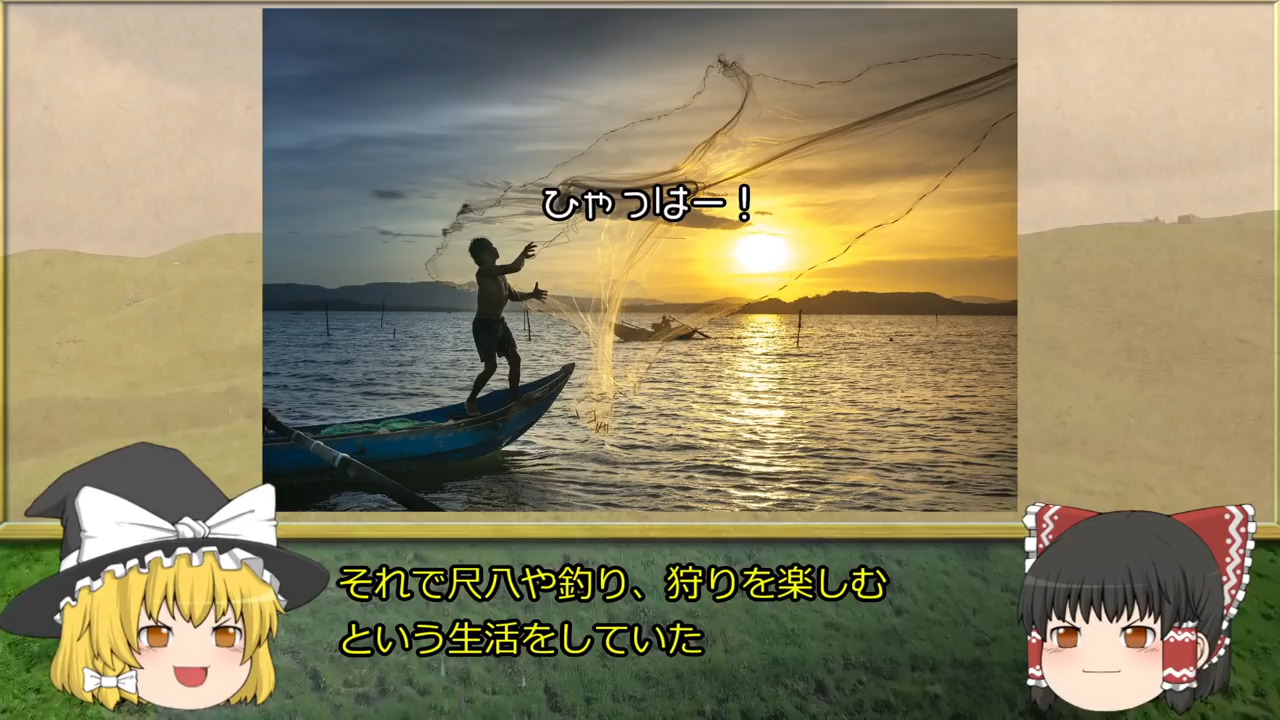 ひゃっはー！
それで尺八や釣り、狩りを楽しむ
という生活をしていた